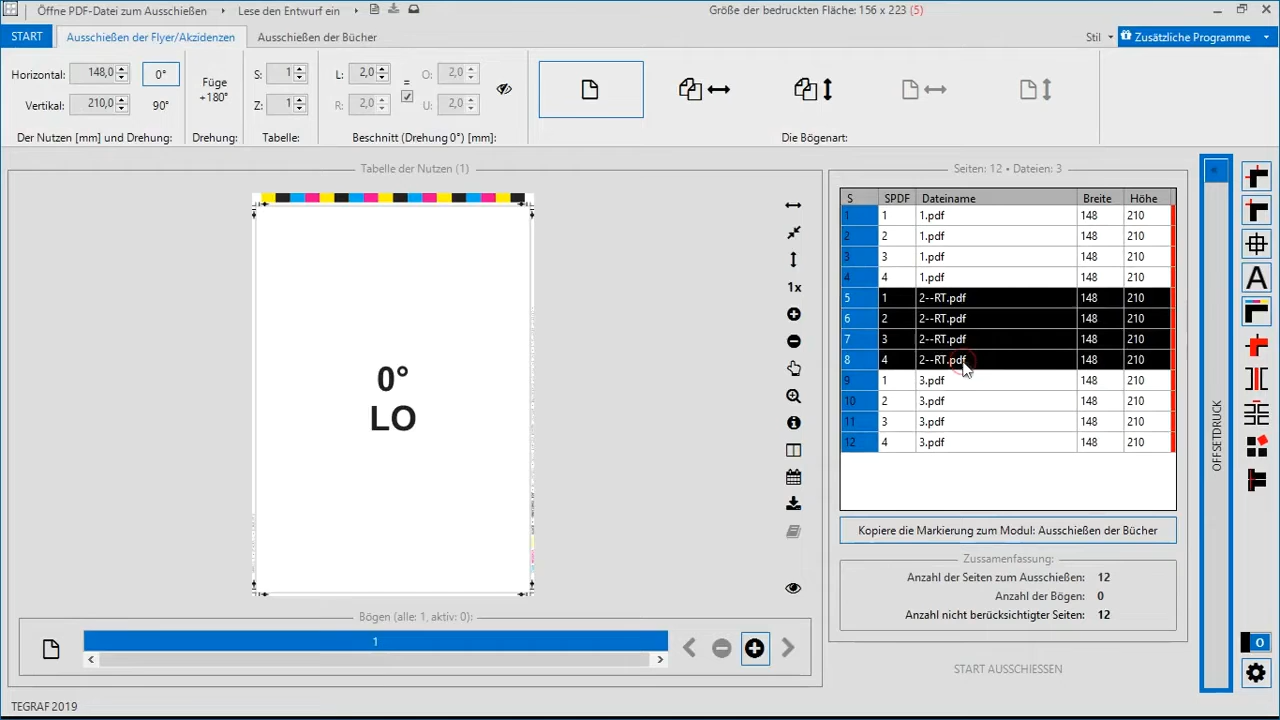 Öffne PDF-Datei zum Ausschießen
Lese den Entwurf ein
Größe der bedruckten Fläche: 156 x 223 (5)
START
Ausschießen der Flyer/Akzidenzen
Ausschießen der Bücher
Stil
Zusätzliche Programme
Horizontal: 148,0
0°
Vertikal: 210,0
90°
Der Nutzen [mm] und Drehung:
Füge
+180°
Drehung:
S: 1
Z: 1
Tabelle:
L: 2,0
O: 2,0
=
R: 2,0
U: 2,0
Beschnitt (Drehung 0°) [mm]:
Die Bögenart:
Tabelle der Nutzen (1)
0°
LO
1x
Seiten: 12 • Dateien: 3
S SPDF Dateiname Breite Höhe
1 1 1.pdf 148 210
2 2 1.pdf 148 210
3 3 1.pdf 148 210
4 4 1.pdf 148 210
5 1 2--RT.pdf 148 210
6 2 2--RT.pdf 148 210
7 3 2--RT.pdf 148 210
8 4 2--RT.pdf 148 210
9 1 3.pdf 148 210
10 2 3.pdf 148 210
11 3 3.pdf 148 210
12 4 3.pdf 148 210
Kopiere die Markierung zum Modul: Ausschießen der Bücher
Zusammenfassung:
Anzahl der Seiten zum Ausschießen: 12
Anzahl der Bögen: 0
Anzahl nicht berücksichtigter Seiten: 12
START AUSSCHIESSEN
OFFSETDRUCK
A
O
Bögen (alle: 1, aktiv: 0):
1
TEGRAF 2019